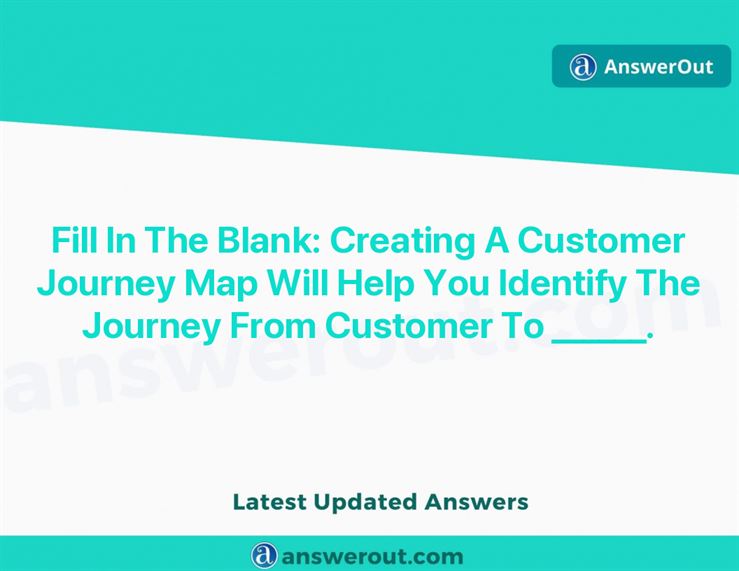 AnswerOut
Fill In The Blank: Creating A Customer
Journey Map Will Help You Identify The
Journey From Customer To ______.
answerout.com
Latest Updated Answers
answerout.com